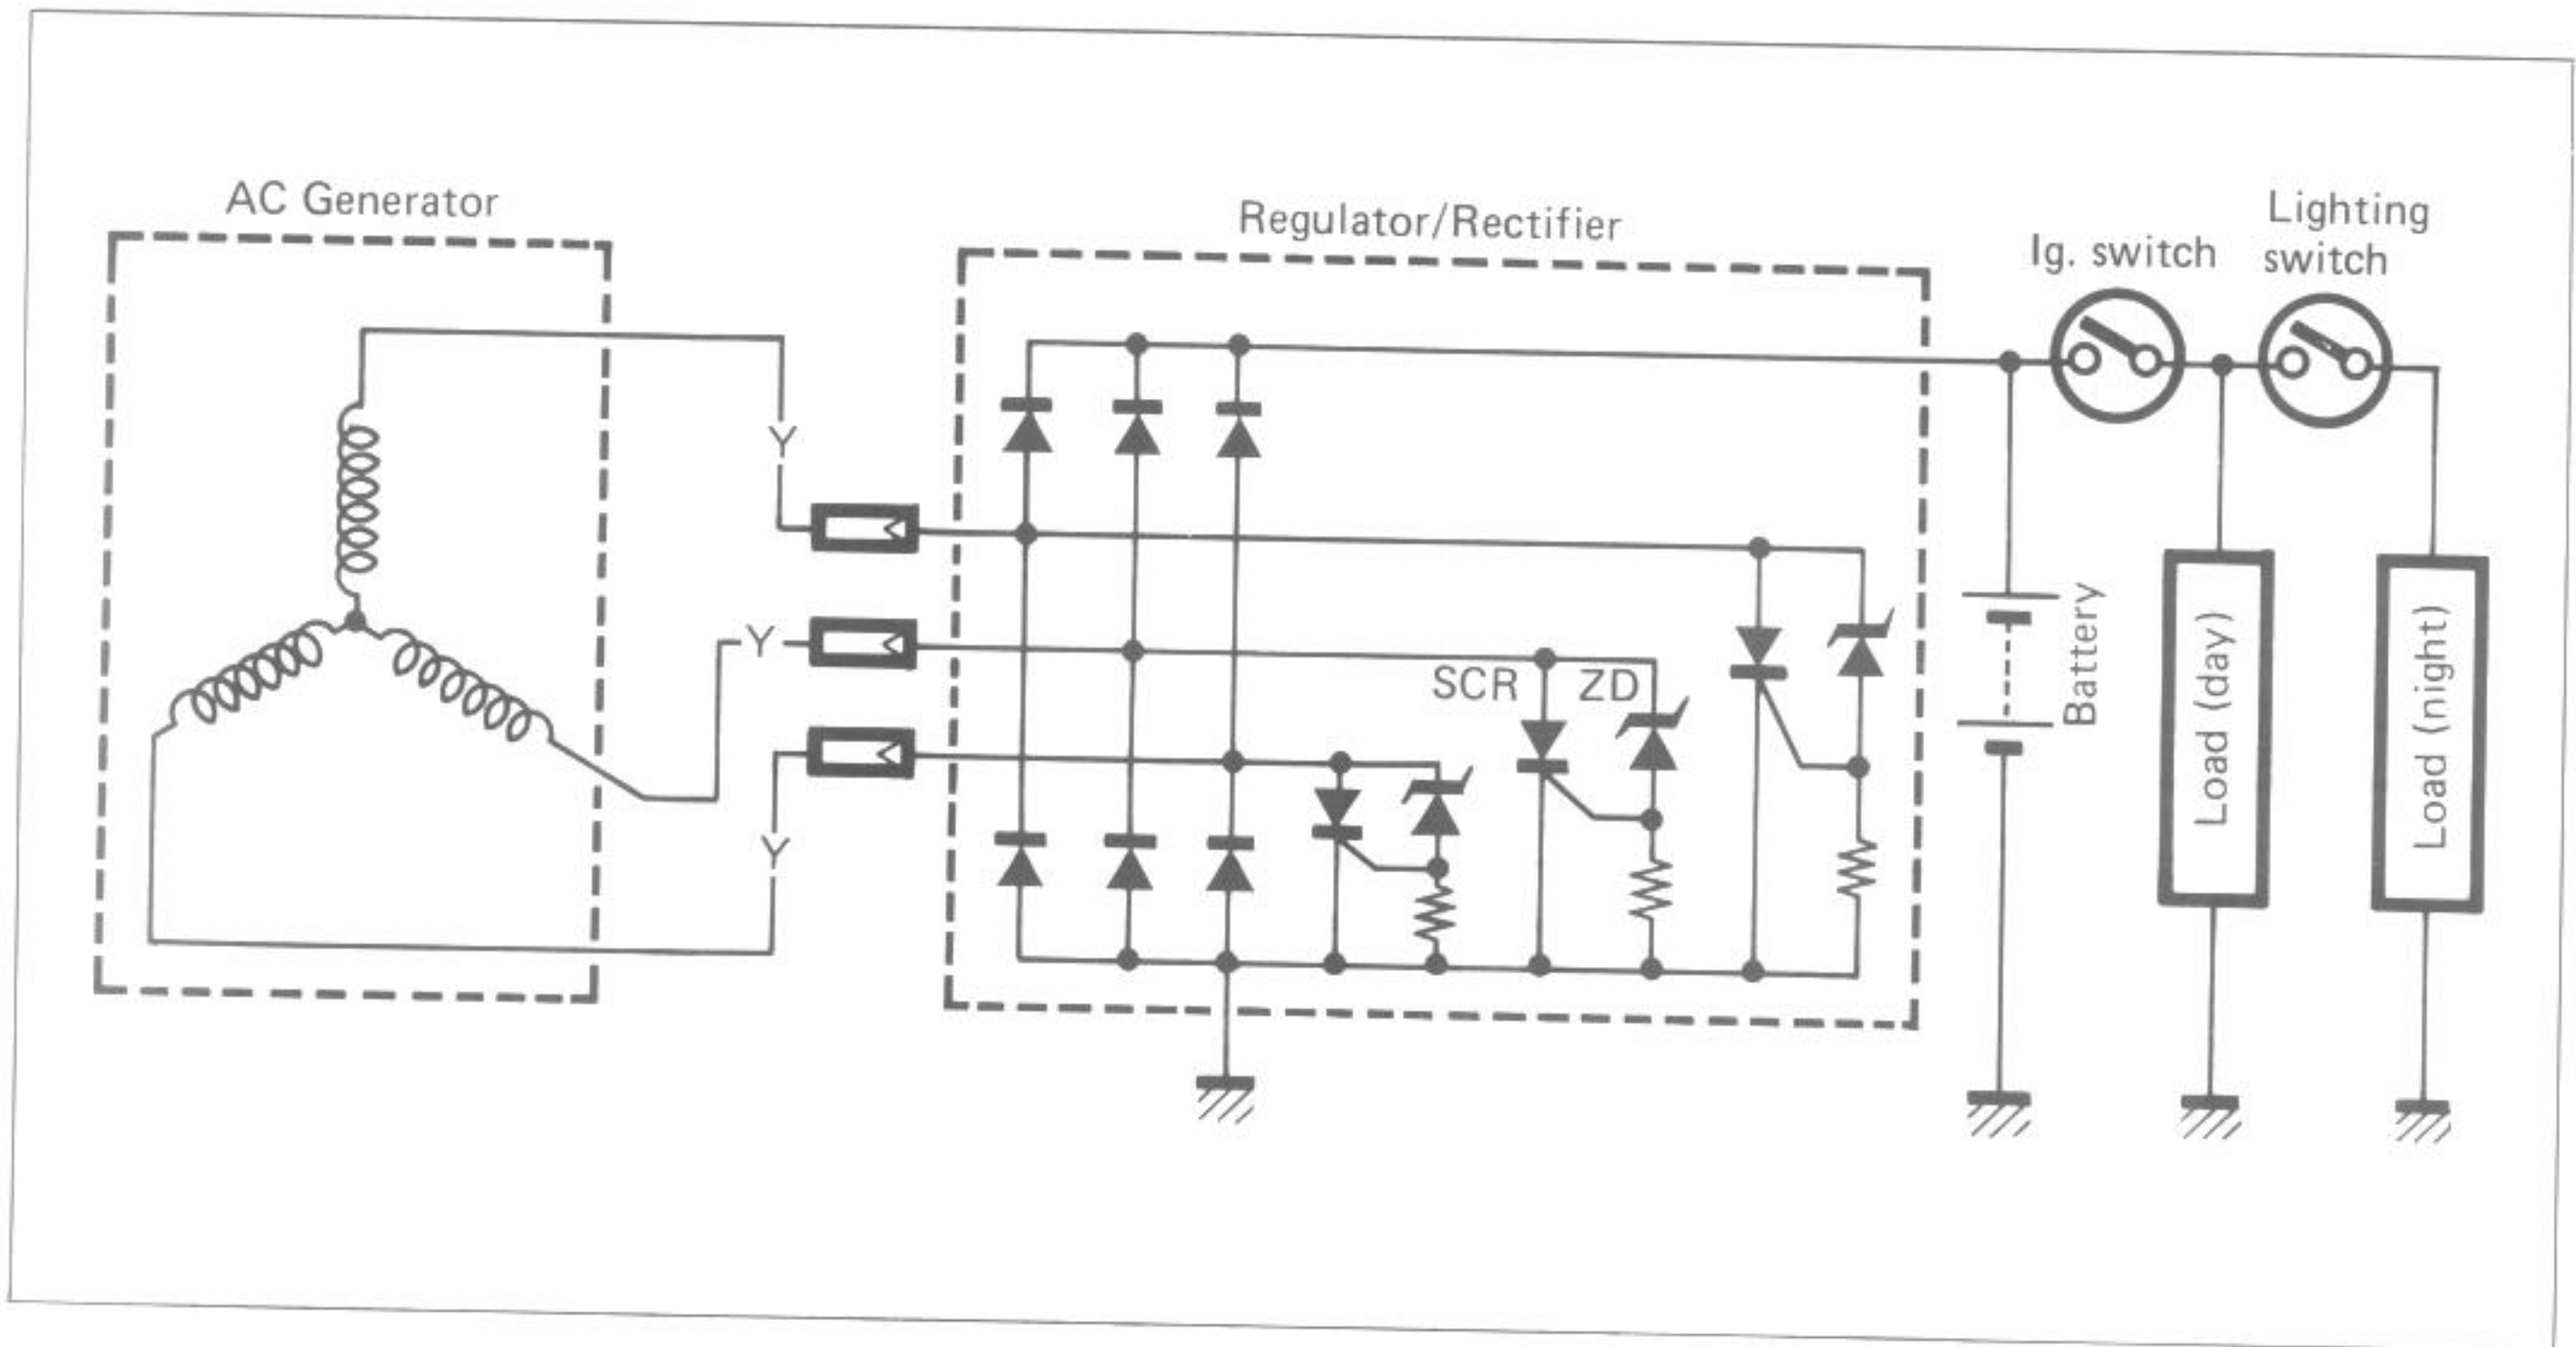 AC Generator
Regulator/Rectifier
Ig. switch
Lighting
switch
Y
Y
Y
SCR ZD
Battery
Load (day)
Load (night)